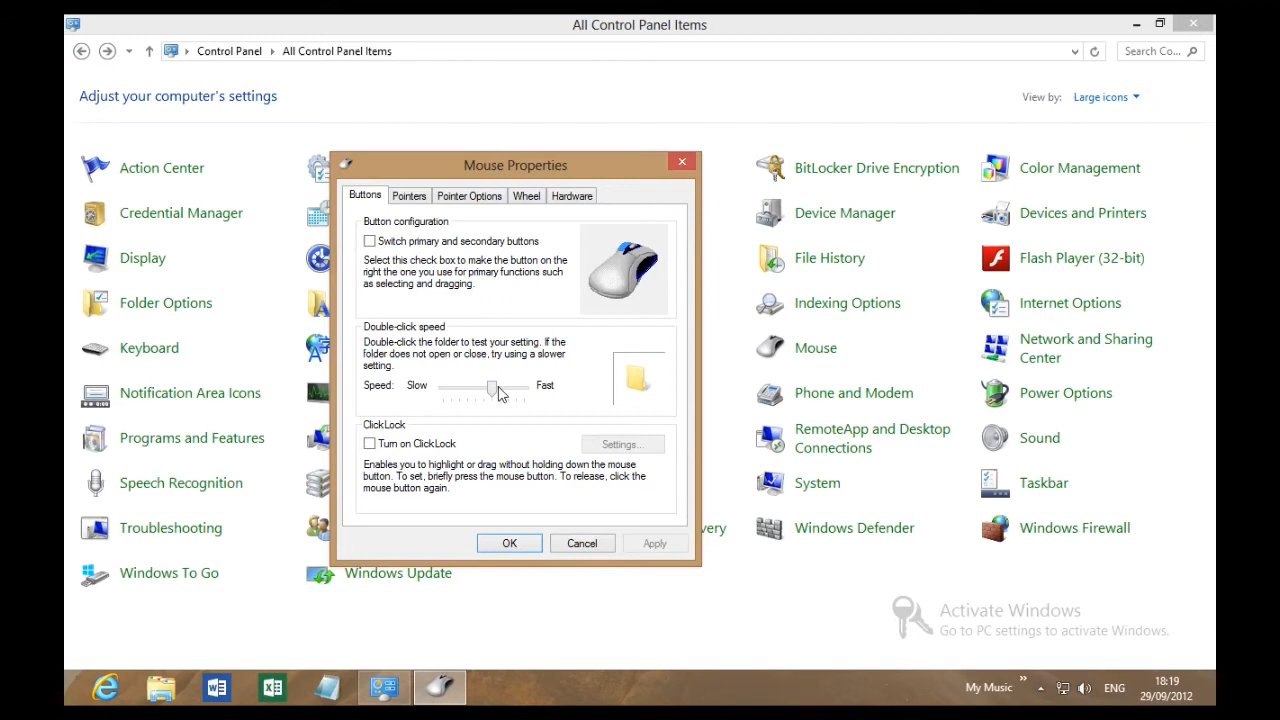 All Control Panel Items
Control Panel All Control Panel Items
Search Co...
Adjust your computer's settings
View by: Large icons
Action Center
BitLocker Drive Encryption
Color Management
Credential Manager
Device Manager
Devices and Printers
Display
File History
Flash Player (32-bit)
Folder Options
Indexing Options
Internet Options
Keyboard
Mouse
Network and Sharing
Center
Notification Area Icons
Phone and Modem
Power Options
Programs and Features
RemoteApp and Desktop
Connections
Sound
Speech Recognition
System
Taskbar
Troubleshooting
Windows Defender
Windows Firewall
Windows To Go
Windows Update
Mouse Properties
Buttons Pointers Pointer Options Wheel Hardware
Button configuration
Switch primary and secondary buttons
Select this check box to make the button on the
right the one you use for primary functions such
as selecting and dragging.
Double-click speed
Double-click the folder to test your setting. If the
folder does not open or close, try using a slower
setting.
Speed: Slow Fast
ClickLock
Turn on ClickLock
Settings...
Enables you to highlight or drag without holding down the mouse
button. To set, briefly press the mouse button. To release, click the
mouse button again.
OK Cancel Apply
very
Activate Windows
Go to PC settings to activate Windows.
My Music
ENG
18:19
29/09/2012